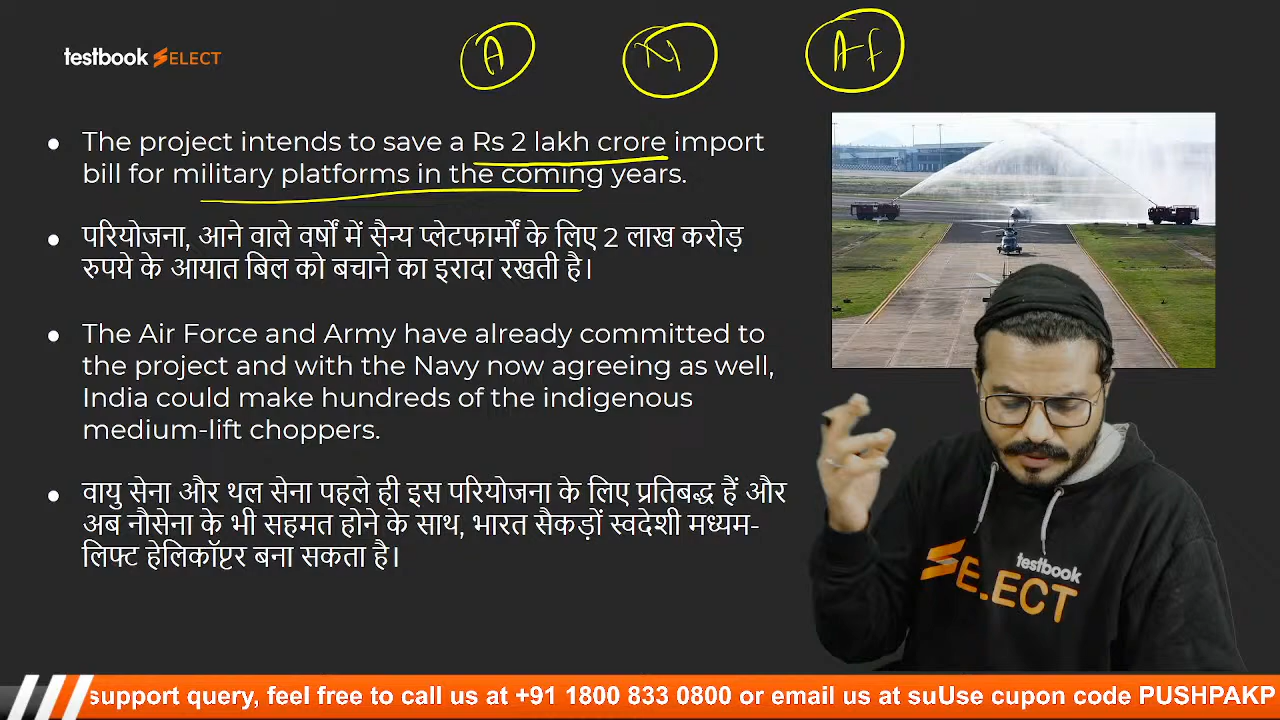 A N AF
testbook SELECT
The project intends to save a Rs 2 lakh crore import
bill for military platforms in the coming years.
परियोजना, आने वाले वर्षों में सैन्य प्लेटफार्मों के लिए 2 लाख करोड़
रुपये के आयात बिल को बचाने का इरादा रखती है।
The Air Force and Army have already committed to
the project and with the Navy now agreeing as well,
India could make hundreds of the indigenous
medium-lift choppers.
वायु सेना और थल सेना पहले ही इस परियोजना के लिए प्रतिबद्ध हैं और
अब नौसेना के भी सहमत होने के साथ, भारत सैकड़ों स्वदेशी मध्यम-
लिफ्ट हेलिकॉप्टर बना सकता है।
testbook
SELECT
support query, feel free to call us at +91 1800 833 0800 or email us at suUse cupon code PUSHPAKP